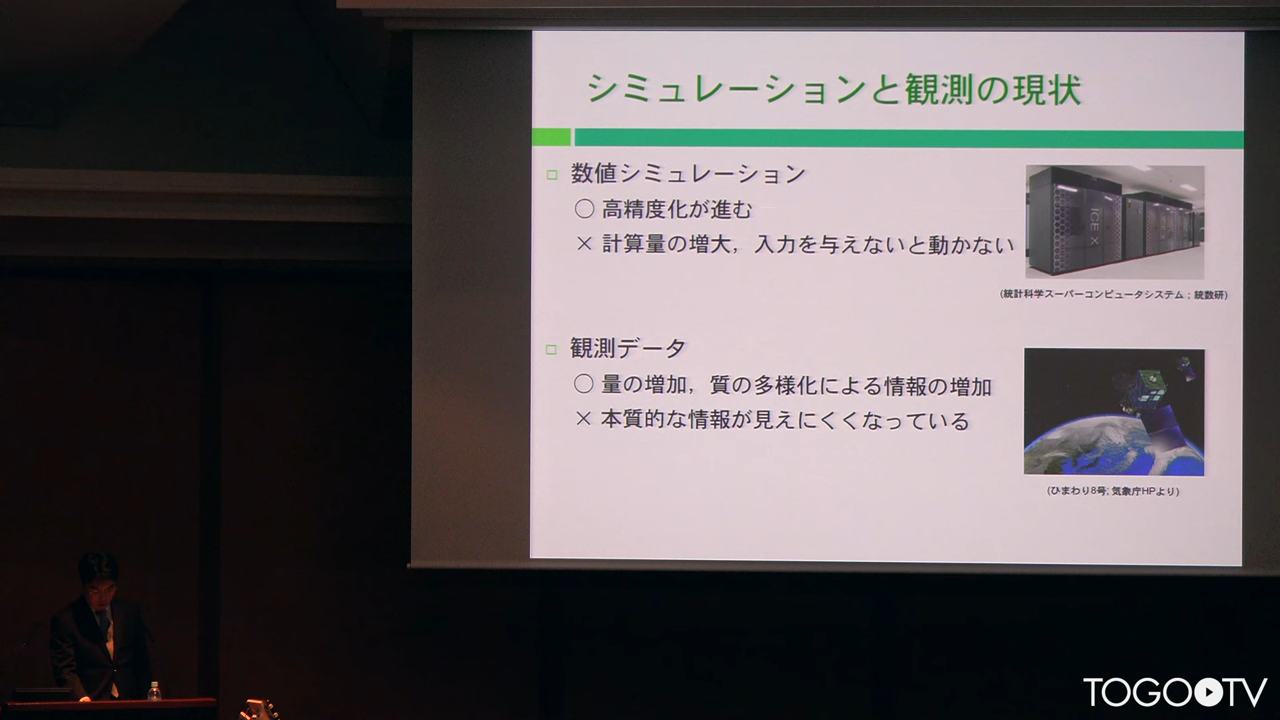 シミュレーションと観測の現状
□ 数値シミュレーション
○ 高精度化が進む
× 計算量の増大，入力を与えないと動かない
ICE X
(統計科学スーパーコンピュータシステム；統数研)
□ 観測データ
○ 量の増加，質の多様化による情報の増加
× 本質的な情報が見えにくくなっている
(ひまわり8号; 気象庁HPより)
TOGO TV